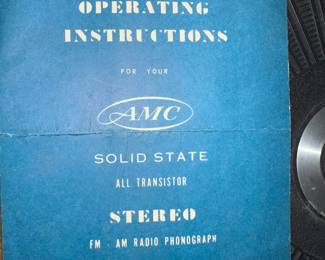 OPERATING
INSTRUCTIONS
FOR YOUR
AMC
SOLID STATE
ALL TRANSISTOR
STEREO
FM - AM RADIO PHONOGRAPH